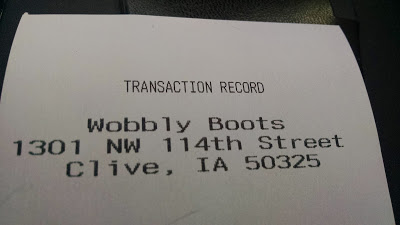 TRANSACTION RECORD
Wobbly Boots
1301 NW 114th Street
Clive, IA 50325